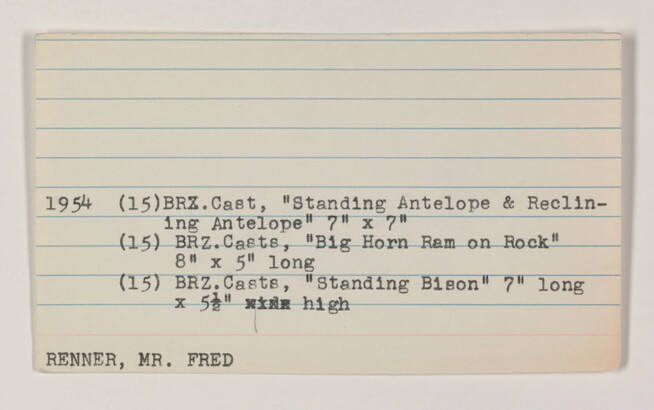 1954 (15)BRZ.Cast, "Standing Antelope & Reclin-
ing Antelope" 7" x 7"
(15) BRZ.Casts, "Big Horn Ram on Rock"
8" x 5" long
(15) BRZ.Casts, "Standing Bison" 7" long
x 5½" high
RENNER, MR. FRED